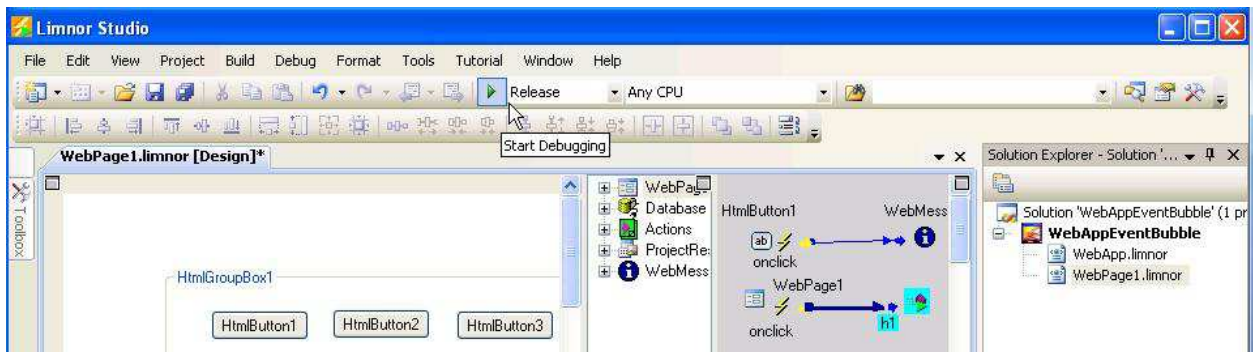 Limnor Studio
File Edit View Project Build Debug Format Tools Tutorial Window Help
Release Any CPU
Start Debugging
WebPage1.limnor [Design]*
Solution Explorer - Solution '...
Toolbox
WebPag
Database
Actions
ProjectRe
WebMess
HtmlButton1 WebMess
ab
onclick
WebPage1
h1
onclick
Solution 'WebAppEventBubble' (1 pr
WebAppEventBubble
WebApp.limnor
WebPage1.limnor
HtmlGroupBox1
HtmlButton1 HtmlButton2 HtmlButton3